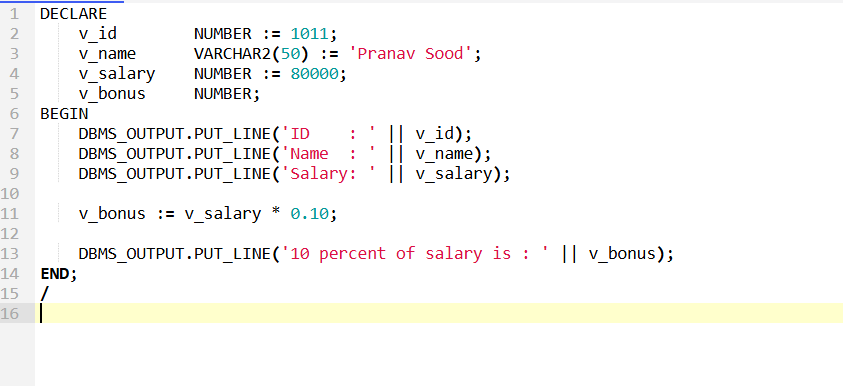 1 DECLARE
2     v_id        NUMBER := 1011;
3     v_name      VARCHAR2(50) := 'Pranav Sood';
4     v_salary    NUMBER := 80000;
5     v_bonus     NUMBER;
6 BEGIN
7     DBMS_OUTPUT.PUT_LINE('ID    : ' || v_id);
8     DBMS_OUTPUT.PUT_LINE('Name  : ' || v_name);
9     DBMS_OUTPUT.PUT_LINE('Salary: ' || v_salary);
10
11     v_bonus := v_salary * 0.10;
12
13     DBMS_OUTPUT.PUT_LINE('10 percent of salary is : ' || v_bonus);
14 END;
15 /
16